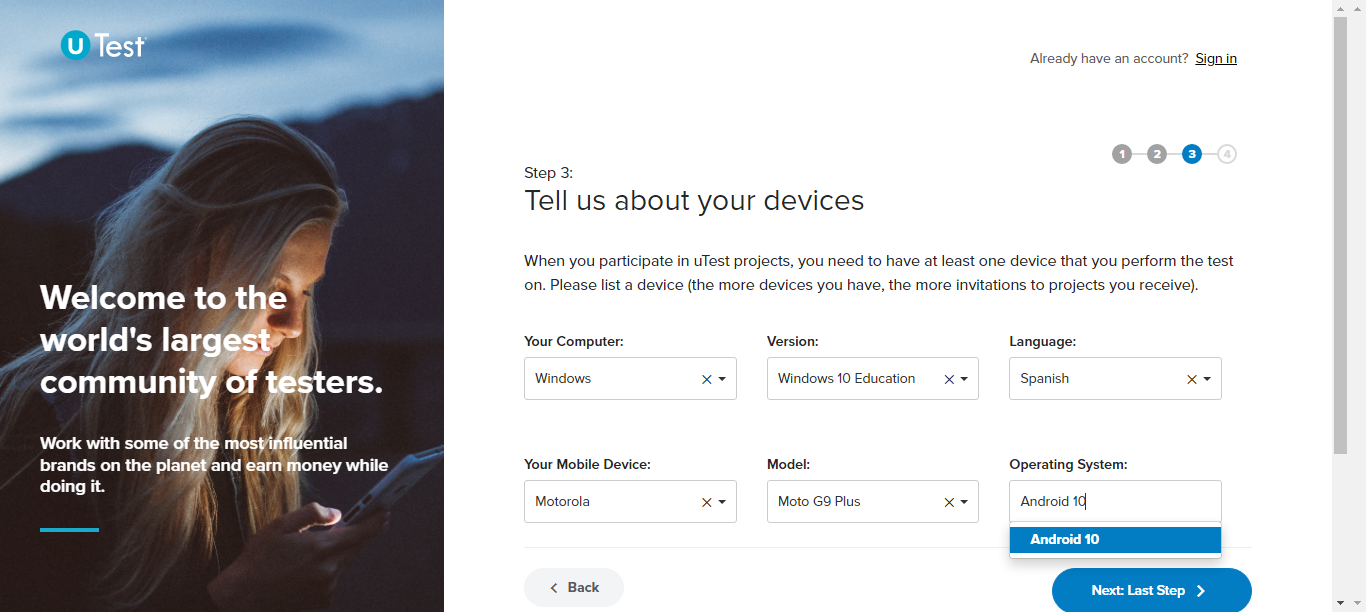 U Test
Already have an account? Sign in
1 2 3 4
Step 3:
Tell us about your devices
When you participate in uTest projects, you need to have at least one device that you perform the test
on. Please list a device (the more devices you have, the more invitations to projects you receive).
Welcome to the
world's largest
community of testers.
Work with some of the most influential
brands on the planet and earn money while
doing it.
Your Computer: Version: Language:
Windows Windows 10 Education Spanish
Your Mobile Device: Model: Operating System:
Motorola Moto G9 Plus Android 10
Android 10
Back Next: Last Step